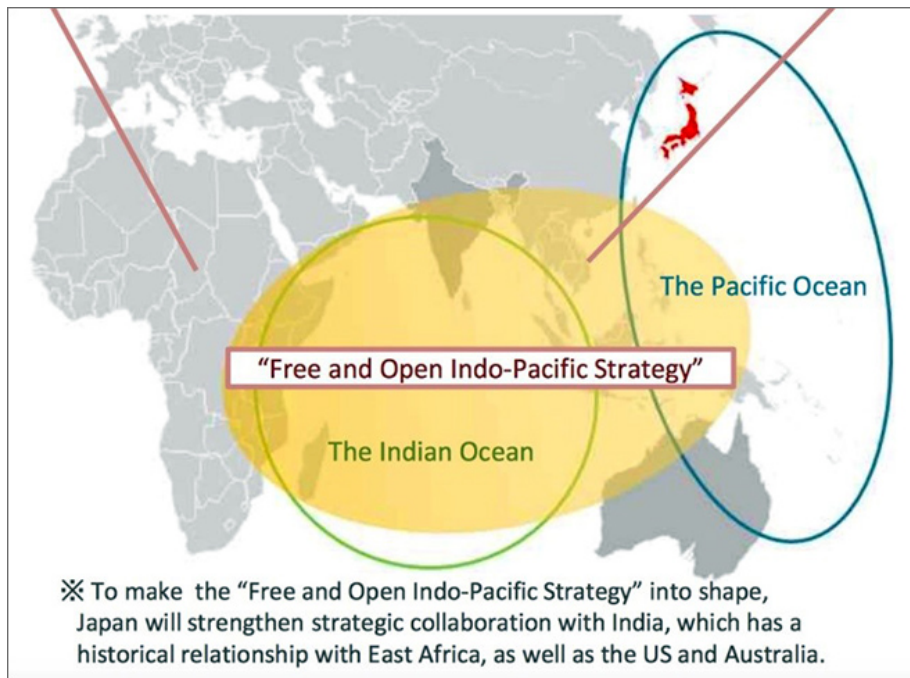 The Pacific Ocean
“Free and Open Indo-Pacific Strategy”
The Indian Ocean
※ To make the “Free and Open Indo-Pacific Strategy” into shape,
Japan will strengthen strategic collaboration with India, which has a
historical relationship with East Africa, as well as the US and Australia.